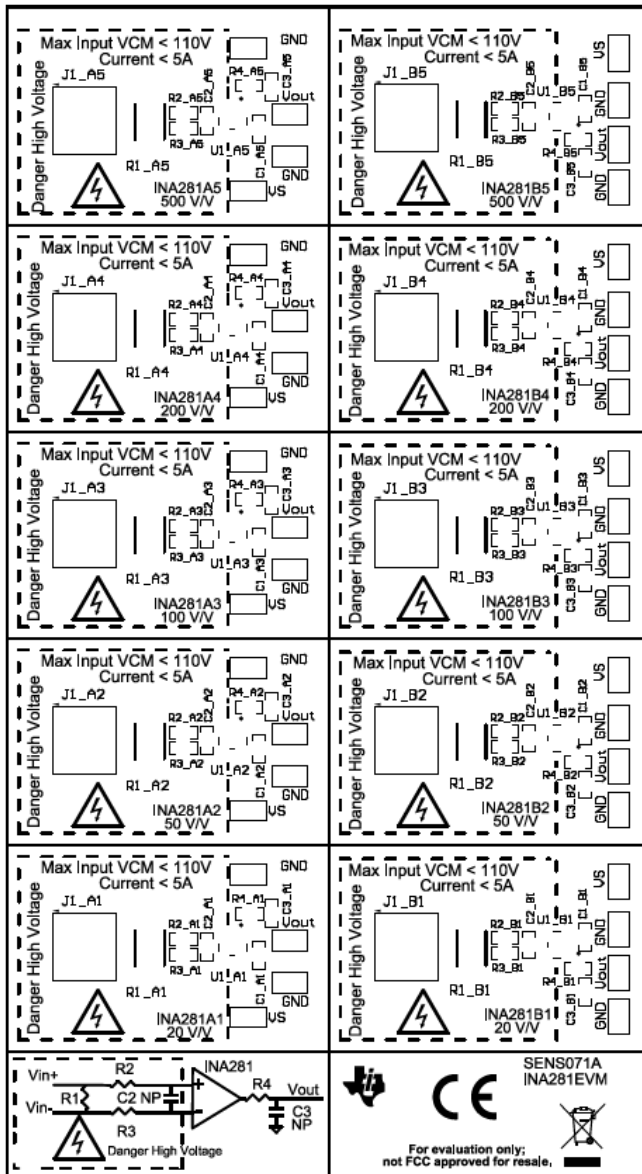 Max Input VCM < 110V
Current < 5A
GND
J1_A5
R4_A5
C3_A5
C2_A5
R2_A5
Vout
R3_A5
U1_A5
C1_A5
GND
R1_A5
INA281A5
500 V/V
VS
Danger High Voltage
Max Input VCM < 110V
Current < 5A
VS
J1_B5
C2_B5
U1_B5
C1_B5
R2_B5
GND
R3_B5
R4_B5
Vout
R1_B5
C3_B5
INA281B5
500 V/V
GND
Danger High Voltage
Max Input VCM < 110V
Current < 5A
GND
J1_A4
R4_A4
C3_A4
C2_A4
R2_A4
Vout
R3_A4
U1_A4
C1_A4
GND
R1_A4
INA281A4
200 V/V
VS
Danger High Voltage
Max Input VCM < 110V
Current < 5A
VS
J1_B4
C2_B4
U1_B4
C1_B4
R2_B4
GND
R3_B4
R4_B4
Vout
R1_B4
C3_B4
INA281B4
200 V/V
GND
Danger High Voltage
Max Input VCM < 110V
Current < 5A
GND
J1_A3
R4_A3
C3_A3
C2_A3
R2_A3
Vout
R3_A3
U1_A3
C1_A3
GND
R1_A3
INA281A3
100 V/V
VS
Danger High Voltage
Max Input VCM < 110V
Current < 5A
VS
J1_B3
C2_B3
U1_B3
C1_B3
R2_B3
GND
R3_B3
R4_B3
Vout
R1_B3
C3_B3
INA281B3
100 V/V
GND
Danger High Voltage
Max Input VCM < 110V
Current < 5A
GND
J1_A2
R4_A2
C3_A2
C2_A2
R2_A2
Vout
R3_A2
U1_A2
C1_A2
GND
R1_A2
INA281A2
50 V/V
VS
Danger High Voltage
Max Input VCM < 110V
Current < 5A
VS
J1_B2
C2_B2
U1_B2
C1_B2
R2_B2
GND
R3_B2
R4_B2
Vout
R1_B2
C3_B2
INA281B2
50 V/V
GND
Danger High Voltage
Max Input VCM < 110V
Current < 5A
GND
J1_A1
R4_A1
C3_A1
C2_A1
R2_A1
Vout
R3_A1
U1_A1
C1_A1
GND
R1_A1
INA281A1
20 V/V
VS
Danger High Voltage
Max Input VCM < 110V
Current < 5A
VS
J1_B1
C2_B1
U1_B1
C1_B1
R2_B1
GND
R3_B1
R4_B1
Vout
R1_B1
C3_B1
INA281B1
20 V/V
GND
Danger High Voltage
INA281
Vin+
R2
R4
Vout
R1
C2 NP
Vin-
C3
NP
R3
Danger High Voltage
SENS071A
INA281EVM
ti
CE
For evaluation only;
not FCC approved for resale.